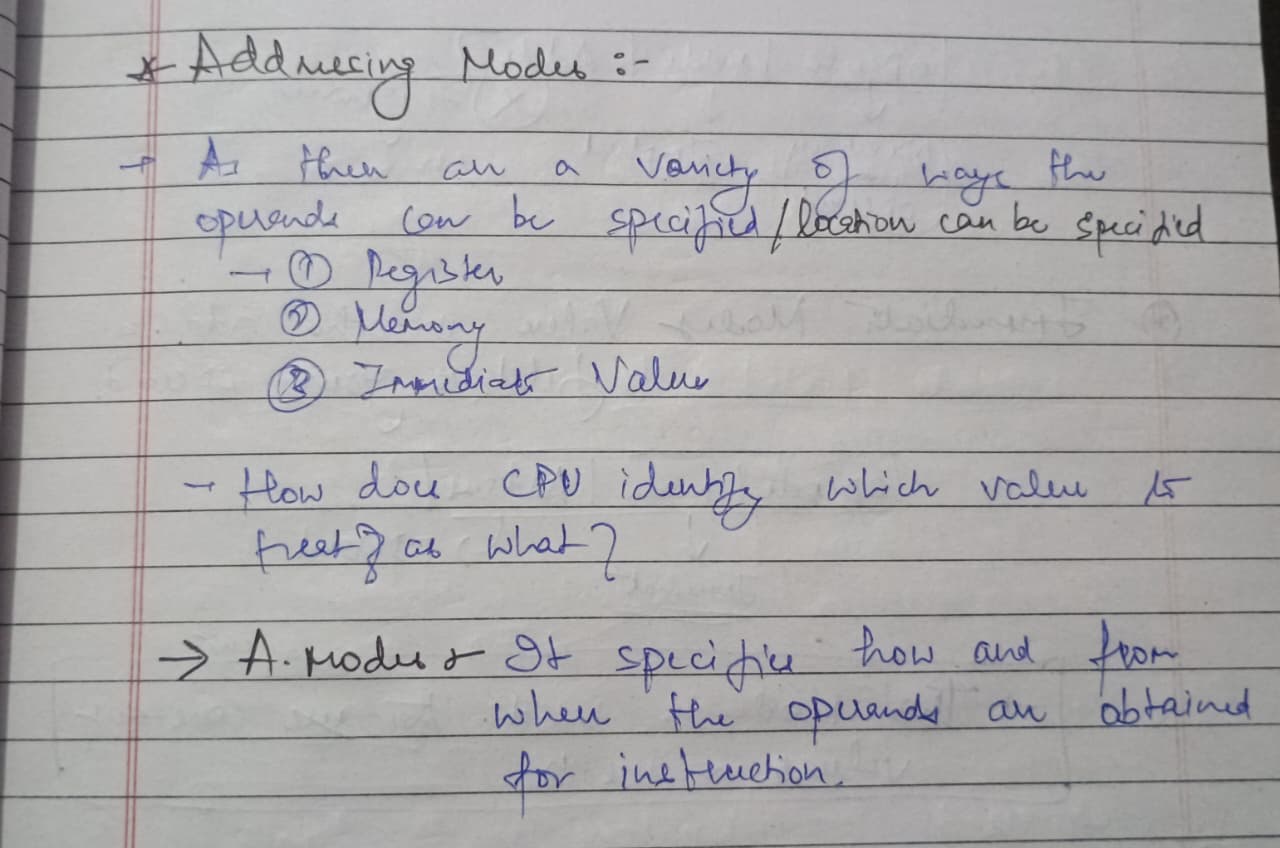 * Addressing Modes :-
→ As there are a variety of ways the
operands can be specified / location can be specified
→ ① Register
② Memory
③ Immediate Value
- How does CPU identify which value is
treat as what?
→ A. modes It specifies how and from
where the operands are obtained
for instruction.